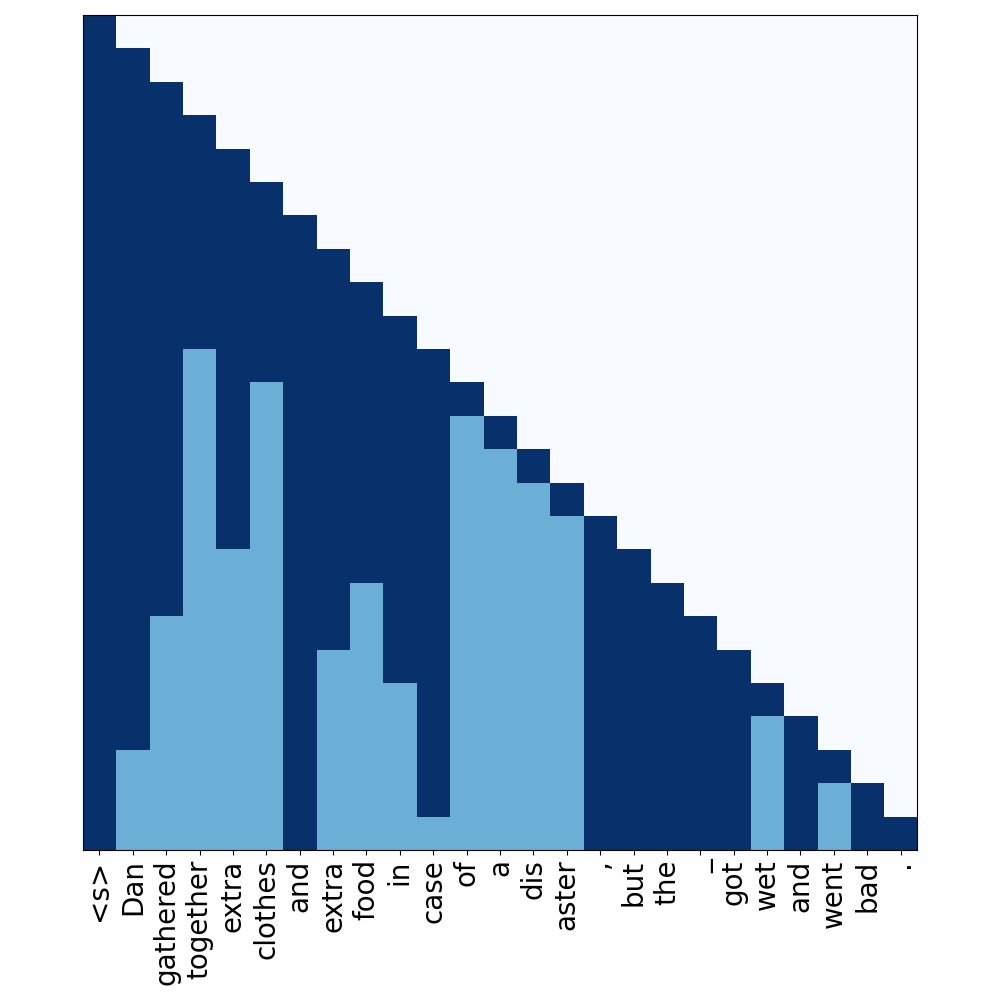 <s>
Dan
gathered
together
extra
clothes
and
extra
food
in
case
of
a
dis
aster
,
but
the
_
got
wet
and
went
bad
.